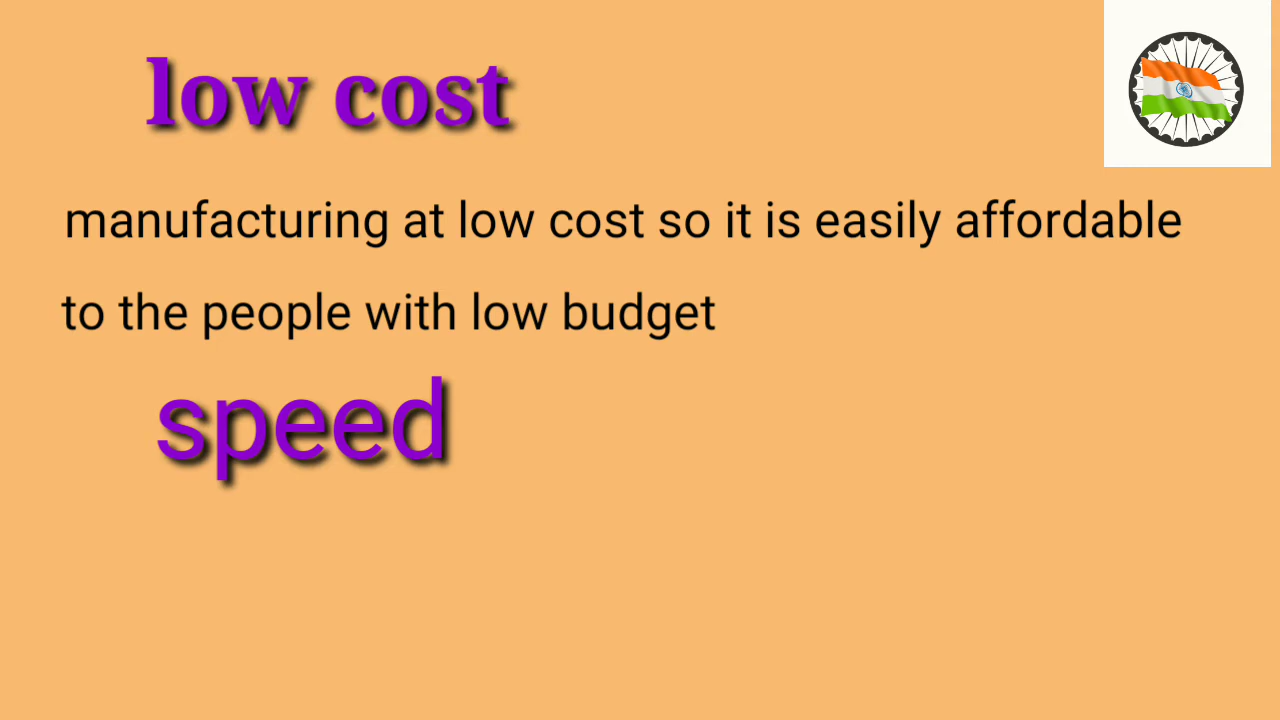 low cost
manufacturing at low cost so it is easily affordable
to the people with low budget
speed